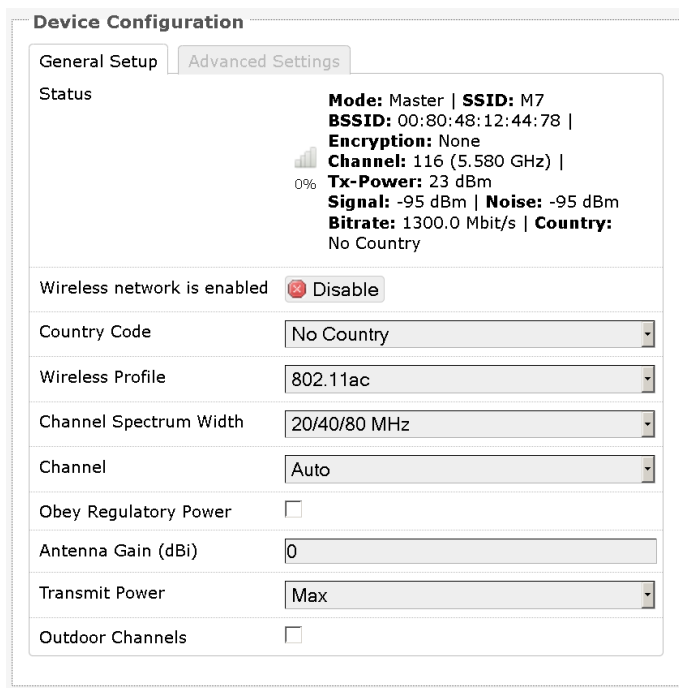 Device Configuration
General Setup
Advanced Settings
Status
Mode: Master | SSID: M7
BSSID: 00:80:48:12:44:78 |
Encryption: None
Channel: 116 (5.580 GHz) |
0% Tx-Power: 23 dBm
Signal: -95 dBm | Noise: -95 dBm
Bitrate: 1300.0 Mbit/s | Country:
No Country
Wireless network is enabled Disable
Country Code No Country
Wireless Profile 802.11ac
Channel Spectrum Width 20/40/80 MHz
Channel Auto
Obey Regulatory Power
Antenna Gain (dBi) 0
Transmit Power Max
Outdoor Channels